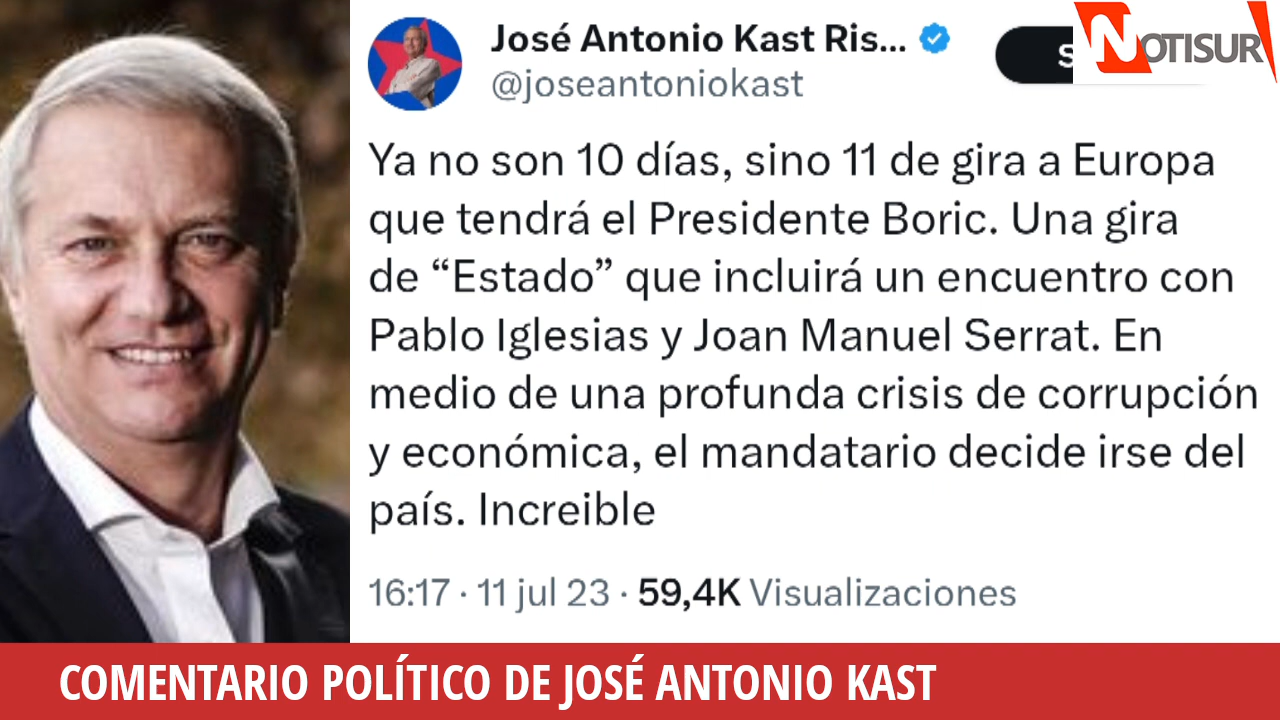 José Antonio Kast Ris...
@joseantoniokast
S
NOTISUR
Ya no son 10 días, sino 11 de gira a Europa
que tendrá el Presidente Boric. Una gira
de “Estado” que incluirá un encuentro con
Pablo Iglesias y Joan Manuel Serrat. En
medio de una profunda crisis de corrupción
y económica, el mandatario decide irse del
país. Increible
16:17 · 11 jul 23 · 59,4K Visualizaciones
COMENTARIO POLÍTICO DE JOSÉ ANTONIO KAST